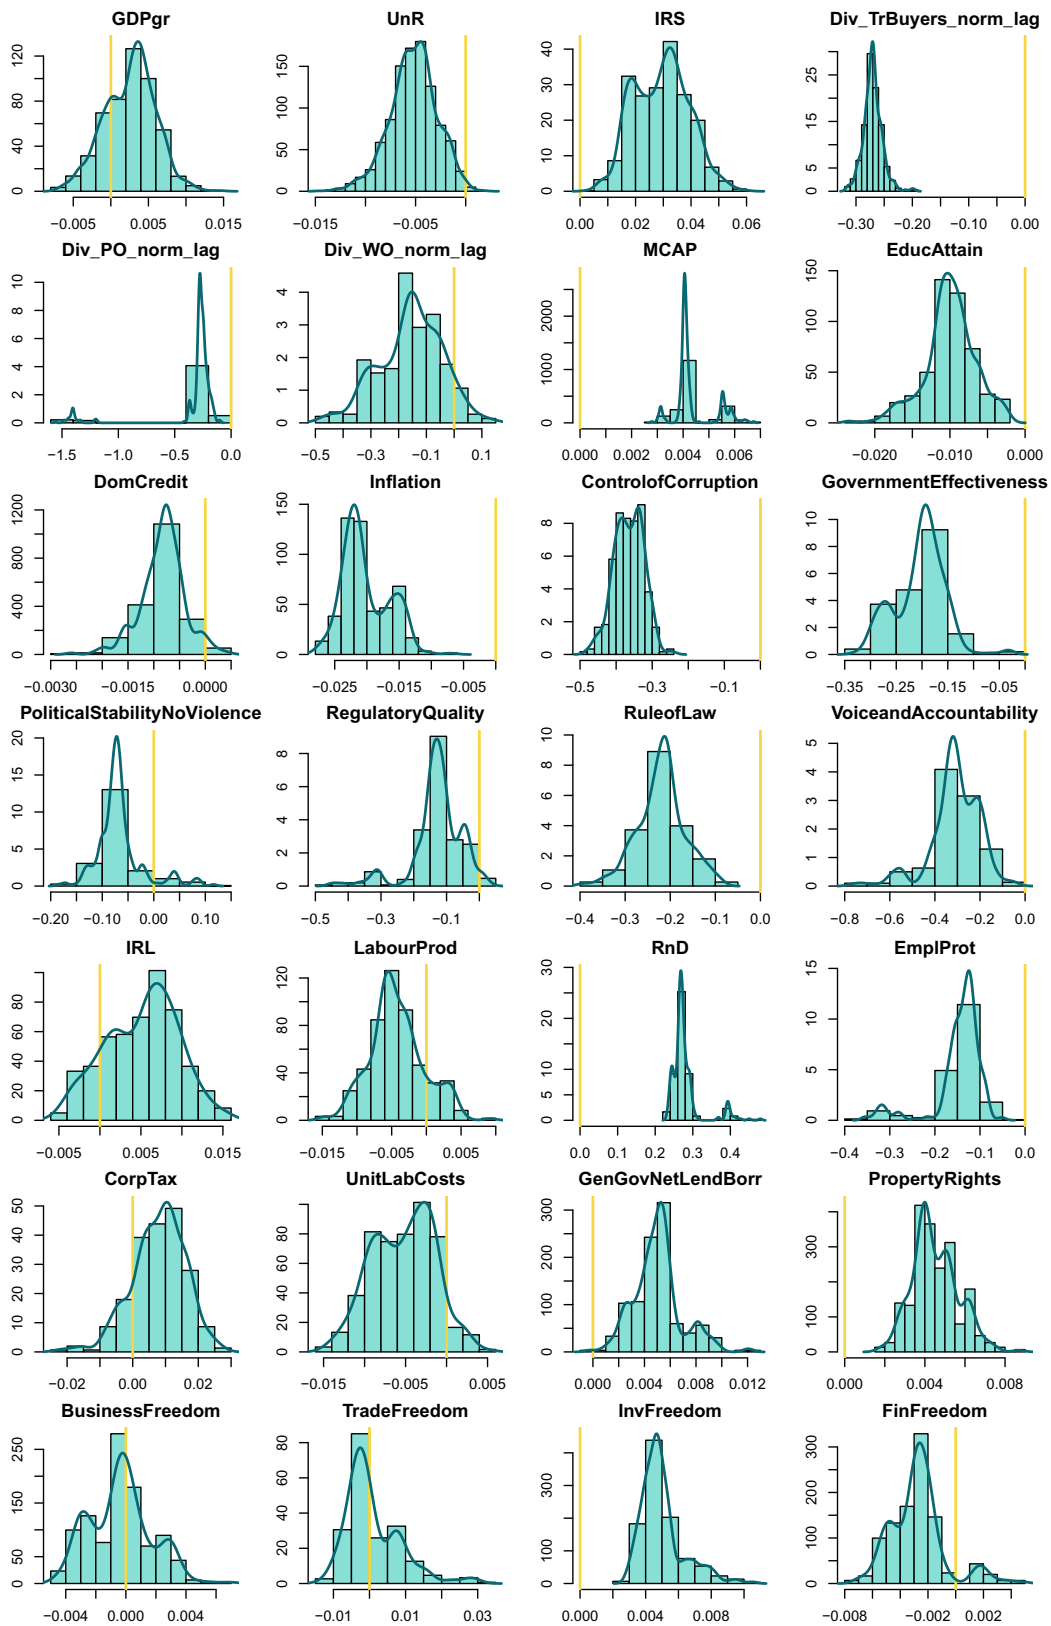 GDPgr
UnR
IRS
Div_TrBuyers_norm_lag
0 40 80 120
−0.005 0.005 0.015
0 50 100 150
−0.015 −0.005
0 10 20 30 40
0.00 0.02 0.04 0.06
0 5 15 25
−0.30 −0.20 −0.10 0.00
Div_PO_norm_lag
Div_WO_norm_lag
MCAP
EducAttain
0 2 4 6 8 10
−1.5 −1.0 −0.5 0.0
0 1 2 3 4
−0.5 −0.3 −0.1 0.1
0 1000 2000
0.000 0.002 0.004 0.006
0 50 100 150
−0.020 −0.010 0.000
DomCredit
Inflation
ControlofCorruption
GovernmentEffectiveness
0 400 800 1200
−0.0030 −0.0015 0.0000
0 50 100 150
−0.025 −0.015 −0.005
0 2 4 6 8
−0.5 −0.3 −0.1
0 2 4 6 8 10
−0.35 −0.25 −0.15 −0.05
PoliticalStabilityNoViolence
RegulatoryQuality
RuleofLaw
VoiceandAccountability
0 5 10 15 20
−0.20 −0.10 0.00 0.10
0 2 4 6 8
−0.5 −0.3 −0.1
0 2 4 6 8 10
−0.4 −0.3 −0.2 −0.1 0.0
0 1 2 3 4 5
−0.8 −0.6 −0.4 −0.2 0.0
IRL
LabourProd
RnD
EmplProt
0 20 40 60 80
−0.005 0.005 0.015
0 40 80 120
−0.015 −0.005 0.005
0 5 10 20 30
0.0 0.1 0.2 0.3 0.4
0 5 10 15
−0.4 −0.3 −0.2 −0.1 0.0
CorpTax
UnitLabCosts
GenGovNetLendBorr
PropertyRights
0 10 20 30 40 50
−0.02 0.00 0.02
0 20 40 60 80
−0.015 −0.005 0.005
0 100 200 300
0.000 0.004 0.008 0.012
0 100 300
0.000 0.004 0.008
BusinessFreedom
TradeFreedom
InvFreedom
FinFreedom
0 50 150 250
−0.004 0.000 0.004
0 20 40 60 80
−0.01 0.01 0.03
0 100 300
0.000 0.004 0.008
0 100 200 300
−0.008 −0.002 0.002